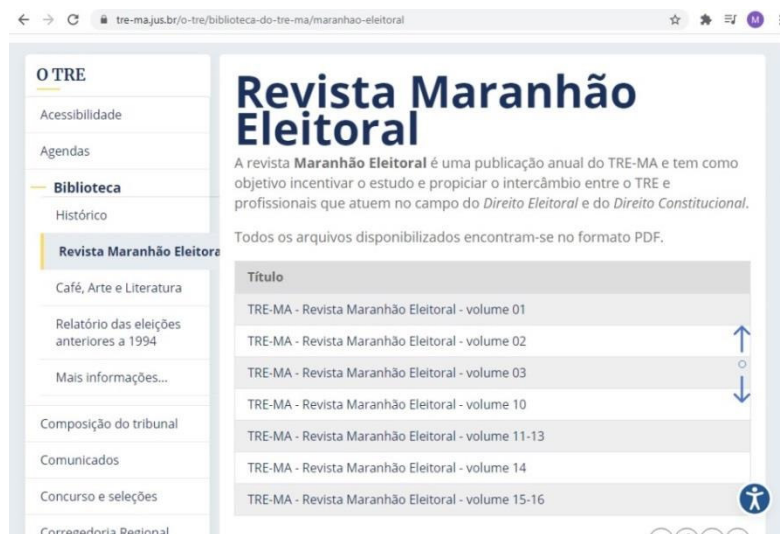 tre-ma.jus.br/o-tre/biblioteca-do-tre-ma/maranhao-eleitoral
M
O TRE
Acessibilidade
Agendas
Biblioteca
Histórico
Revista Maranhão Eleitora
Café, Arte e Literatura
Relatório das eleições
anteriores a 1994
Mais informações...
Composição do tribunal
Comunicados
Concurso e seleções
Corregedoria Regional
Revista Maranhão
Eleitoral
A revista Maranhão Eleitoral é uma publicação anual do TRE-MA e tem como
objetivo incentivar o estudo e propiciar o intercâmbio entre o TRE e
profissionais que atuem no campo do Direito Eleitoral e do Direito Constitucional.
Todos os arquivos disponibilizados encontram-se no formato PDF.
Título
TRE-MA - Revista Maranhão Eleitoral - volume 01
TRE-MA - Revista Maranhão Eleitoral - volume 02
TRE-MA - Revista Maranhão Eleitoral - volume 03
TRE-MA - Revista Maranhão Eleitoral - volume 10
TRE-MA - Revista Maranhão Eleitoral - volume 11-13
TRE-MA - Revista Maranhão Eleitoral - volume 14
TRE-MA - Revista Maranhão Eleitoral - volume 15-16